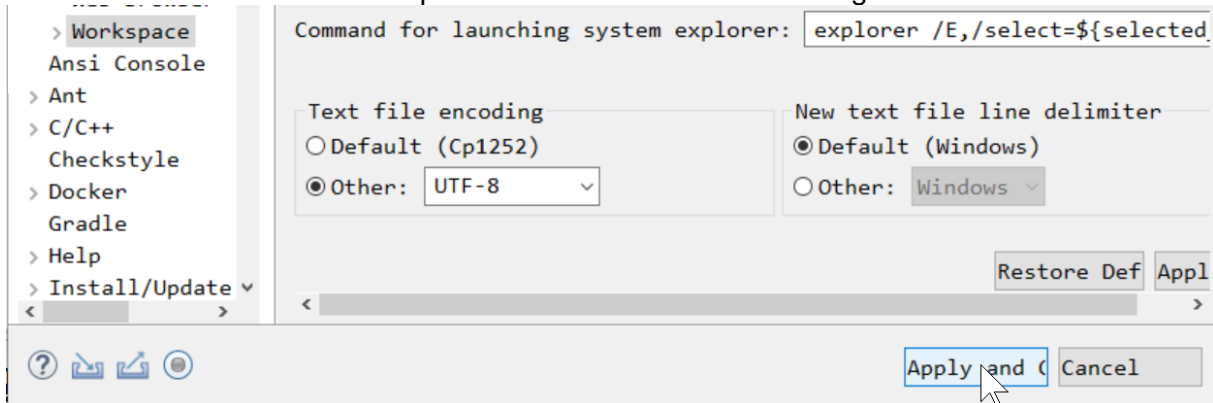 Workspace
Ansi Console
Ant
C/C++
Checkstyle
Docker
Gradle
Help
Install/Update
Command for launching system explorer: explorer /E,/select=${selected_
Text file encoding
Default (Cp1252)
Other: UTF-8
New text file line delimiter
Default (Windows)
Other: Windows
Restore Def Appl
Apply and C Cancel